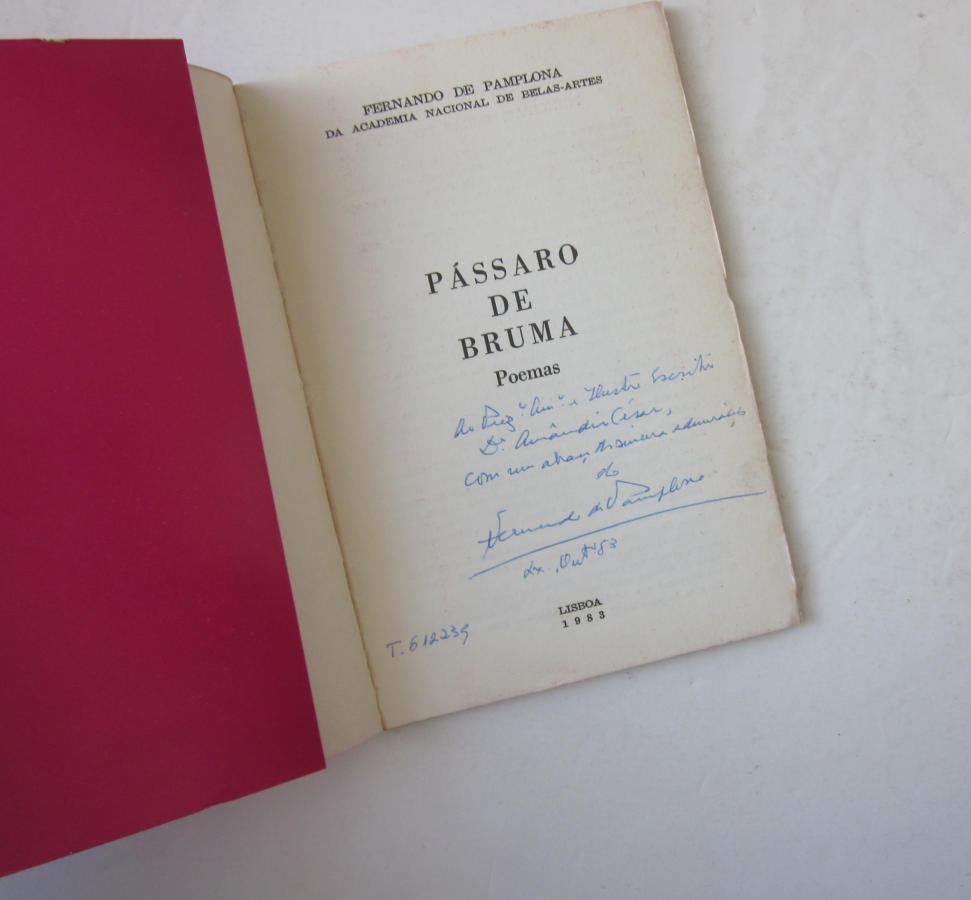 FERNANDO DE PAMPLONA
DA ACADEMIA NACIONAL DE BELAS-ARTES
PÁSSARO
DE
BRUMA
Poemas
Ao Prez.º Am.º e Ilustre Escritor
Dr. Amândio César,
com um abraço de sincera admiração
do
Fernando de Pamplona
Lx., Out. 83
LISBOA
1983
T. 612239